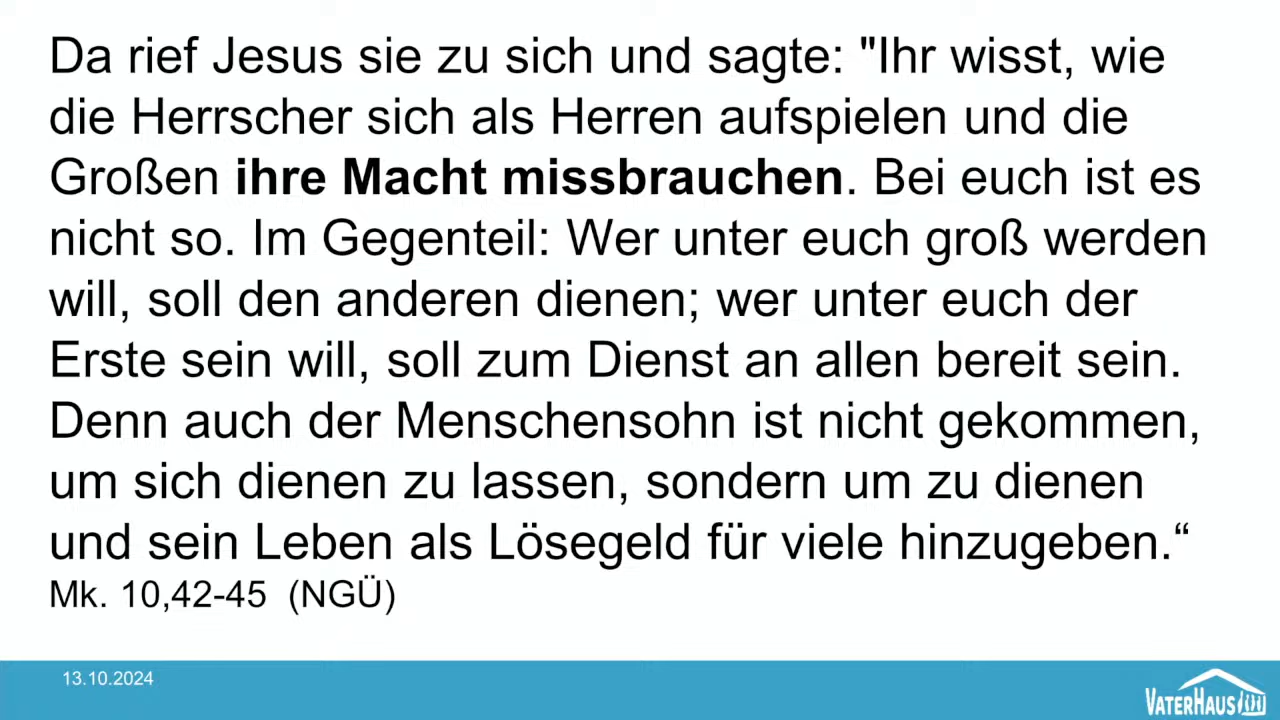 Da rief Jesus sie zu sich und sagte: "Ihr wisst, wie
die Herrscher sich als Herren aufspielen und die
Großen ihre Macht missbrauchen. Bei euch ist es
nicht so. Im Gegenteil: Wer unter euch groß werden
will, soll den anderen dienen; wer unter euch der
Erste sein will, soll zum Dienst an allen bereit sein.
Denn auch der Menschensohn ist nicht gekommen,
um sich dienen zu lassen, sondern um zu dienen
und sein Leben als Lösegeld für viele hinzugeben.“
Mk. 10,42-45  (NGÜ)
13.10.2024
VATERHAUS